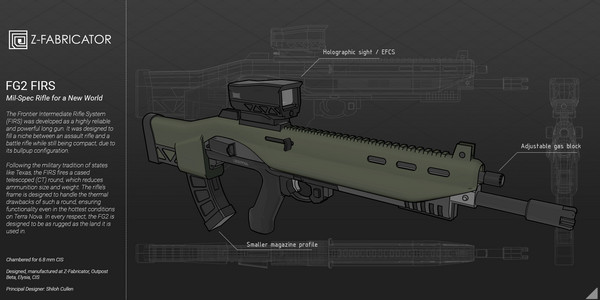 Z-FABRICATOR
FG2 FIRS
Mil-Spec Rifle for a New World
The Frontier Intermediate Rifle System
(FIRS) was developed as a highly reliable
and powerful long gun. It was designed to
fill a niche between an assault rifle and a
battle rifle while still being compact, due to
its bullpup configuration.
Following the military tradition of states
like Texas, the FIRS fires a cased
telescoped (CT) round, which reduces
ammunition size and weight. The rifle's
frame is designed to handle the thermal
drawbacks of such a round, ensuring
functionality even in the hottest conditions
on Terra Nova. In every respect, the FG2 is
designed to be as rugged as the land it is
used in.
Chambered for 6.8 mm CIS
Designed, manufactured at Z-Fabricator, Outpost
Beta, Elysia, CIS
Principal Designer: Shiloh Cullen
Holographic sight / EFCS
Adjustable gas block
Smaller magazine profile